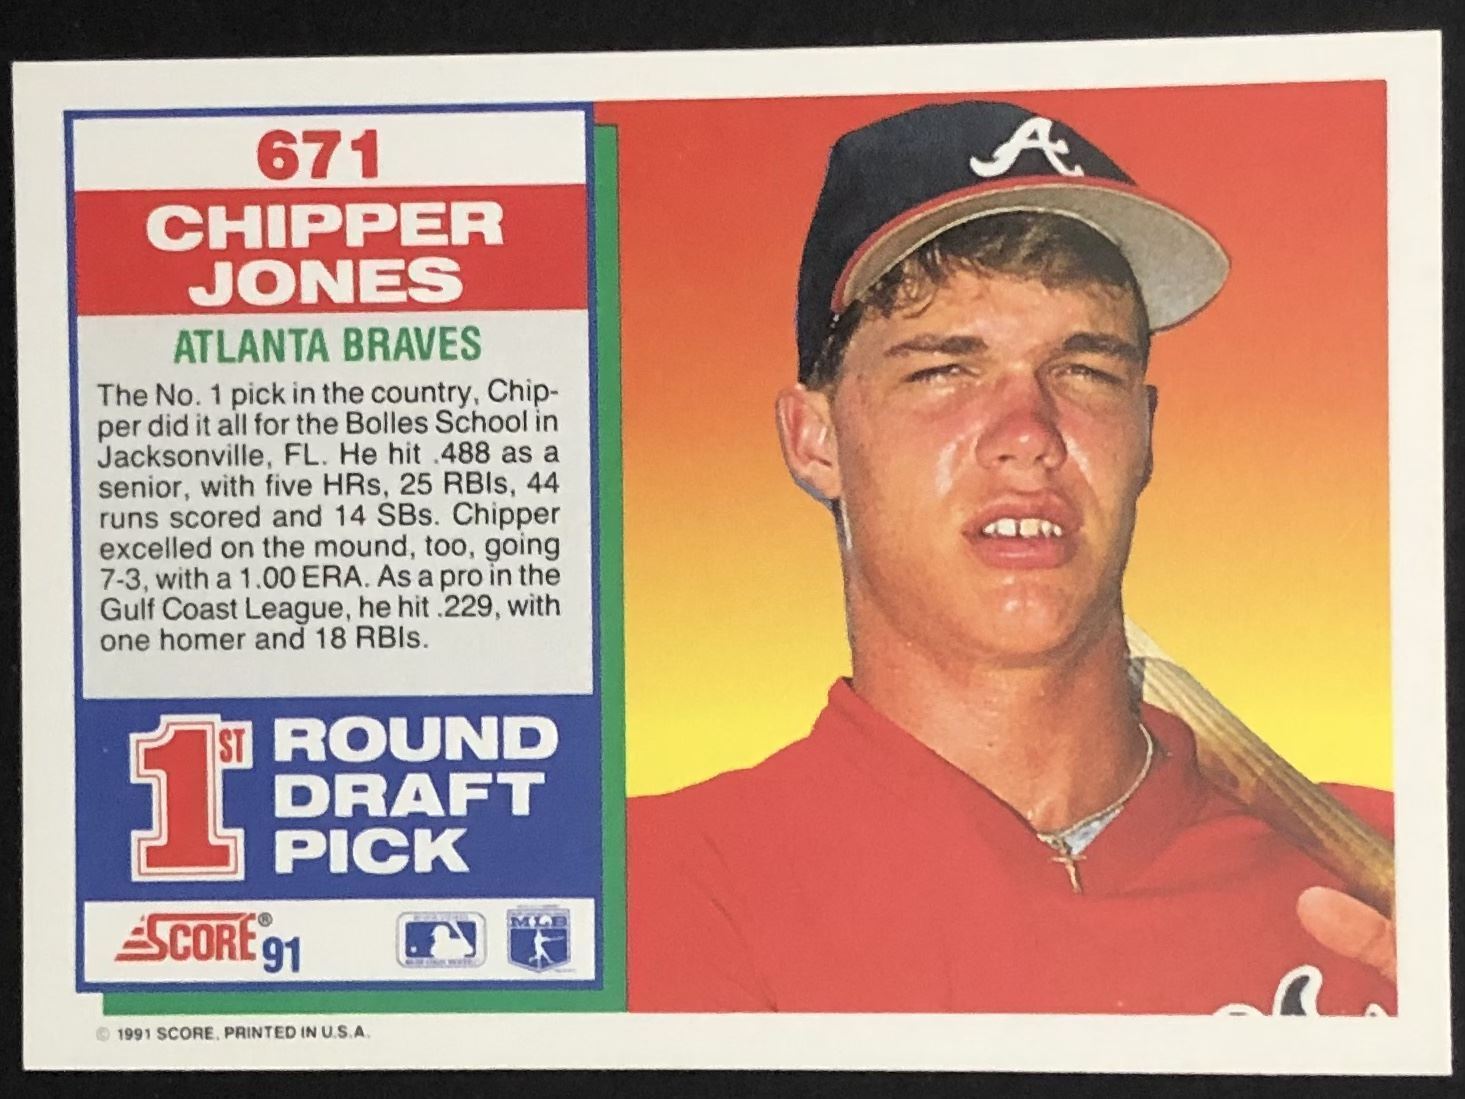 671
CHIPPER
JONES
ATLANTA BRAVES
The No. 1 pick in the country, Chip-
per did it all for the Bolles School in
Jacksonville, FL. He hit .488 as a
senior, with five HRs, 25 RBIs, 44
runs scored and 14 SBs. Chipper
excelled on the mound, too, going
7-3, with a 1.00 ERA. As a pro in the
Gulf Coast League, he hit .229, with
one homer and 18 RBIs.
1ST ROUND
DRAFT
PICK
SCORE® 91
MLB
© 1991 SCORE, PRINTED IN U.S.A.
A